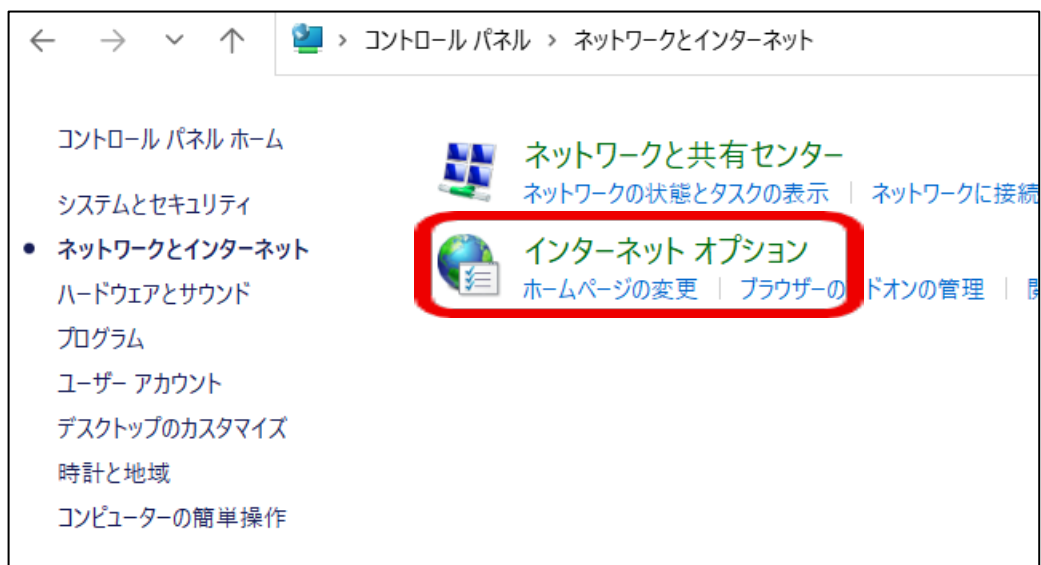 コントロール パネル › ネットワークとインターネット
コントロール パネル ホーム
システムとセキュリティ
ネットワークとインターネット
ハードウェアとサウンド
プログラム
ユーザー アカウント
デスクトップのカスタマイズ
時計と地域
コンピューターの簡単操作
ネットワークと共有センター
ネットワークの状態とタスクの表示 | ネットワークに接続
インターネット オプション
ホームページの変更 | ブラウザーの ドオンの管理 |